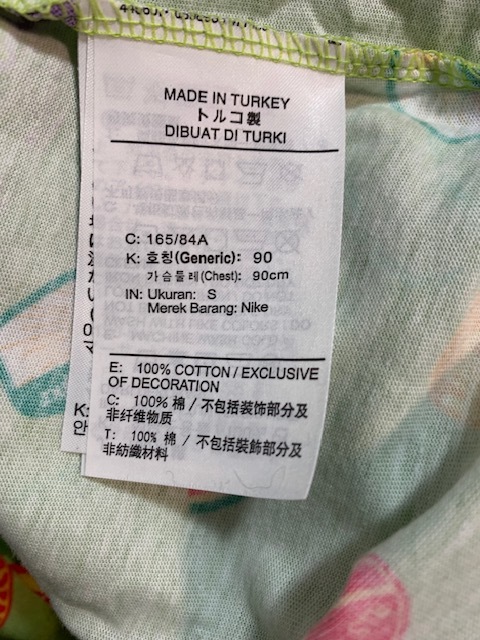 MADE IN TURKEY
トルコ製
DIBUAT DI TURKI
C: 165/84A
K: 호칭(Generic): 90
가슴둘레(Chest): 90cm
IN: Ukuran: S
Merek Barang: Nike
E: 100% COTTON / EXCLUSIVE
OF DECORATION
C: 100% 棉 / 不包括装饰部分及
非纤维物质
T: 100% 棉 / 不包括裝飾部分及
非紡織材料
K: